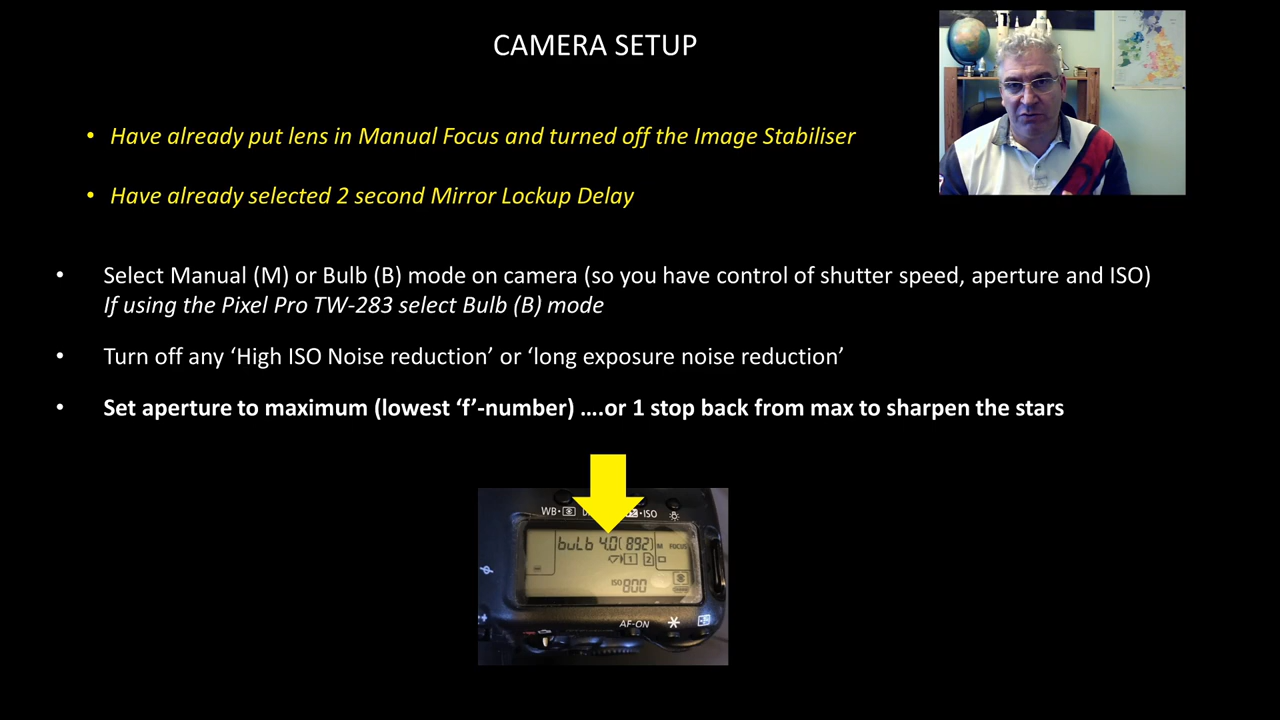 CAMERA SETUP
• Have already put lens in Manual Focus and turned off the Image Stabiliser
• Have already selected 2 second Mirror Lockup Delay
• Select Manual (M) or Bulb (B) mode on camera (so you have control of shutter speed, aperture and ISO)
If using the Pixel Pro TW-283 select Bulb (B) mode
• Turn off any ‘High ISO Noise reduction’ or ‘long exposure noise reduction’
• Set aperture to maximum (lowest ‘f’-number) ....or 1 stop back from max to sharpen the stars
WB ISO
buLb 4.0 (892) M FOCUS
1 2
ISO 800
AF-ON